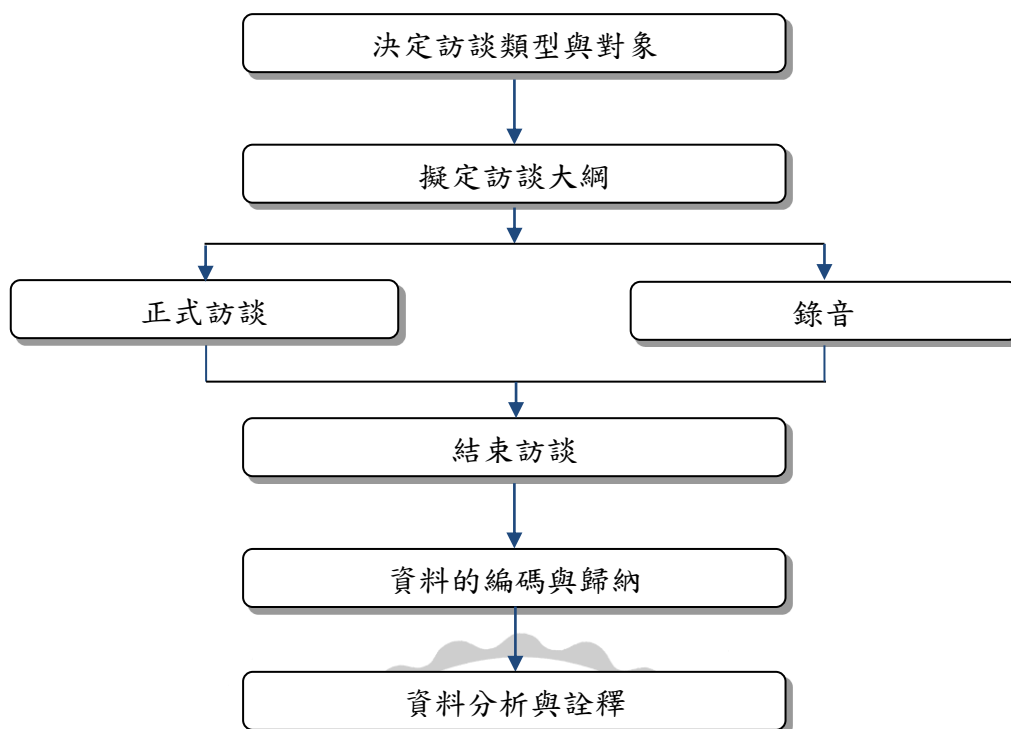 決定訪談類型與對象
擬定訪談大綱
正式訪談
錄音
結束訪談
資料的編碼與歸納
資料分析與詮釋